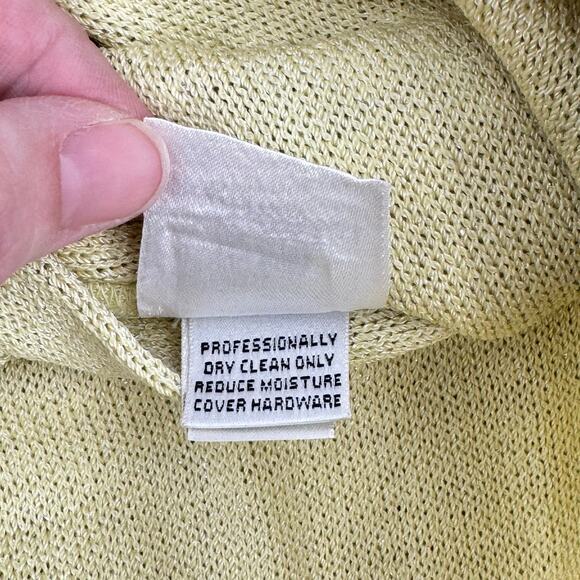 PROFESSIONALLY
DRY CLEAN ONLY
REDUCE MOISTURE
COVER HARDWARE